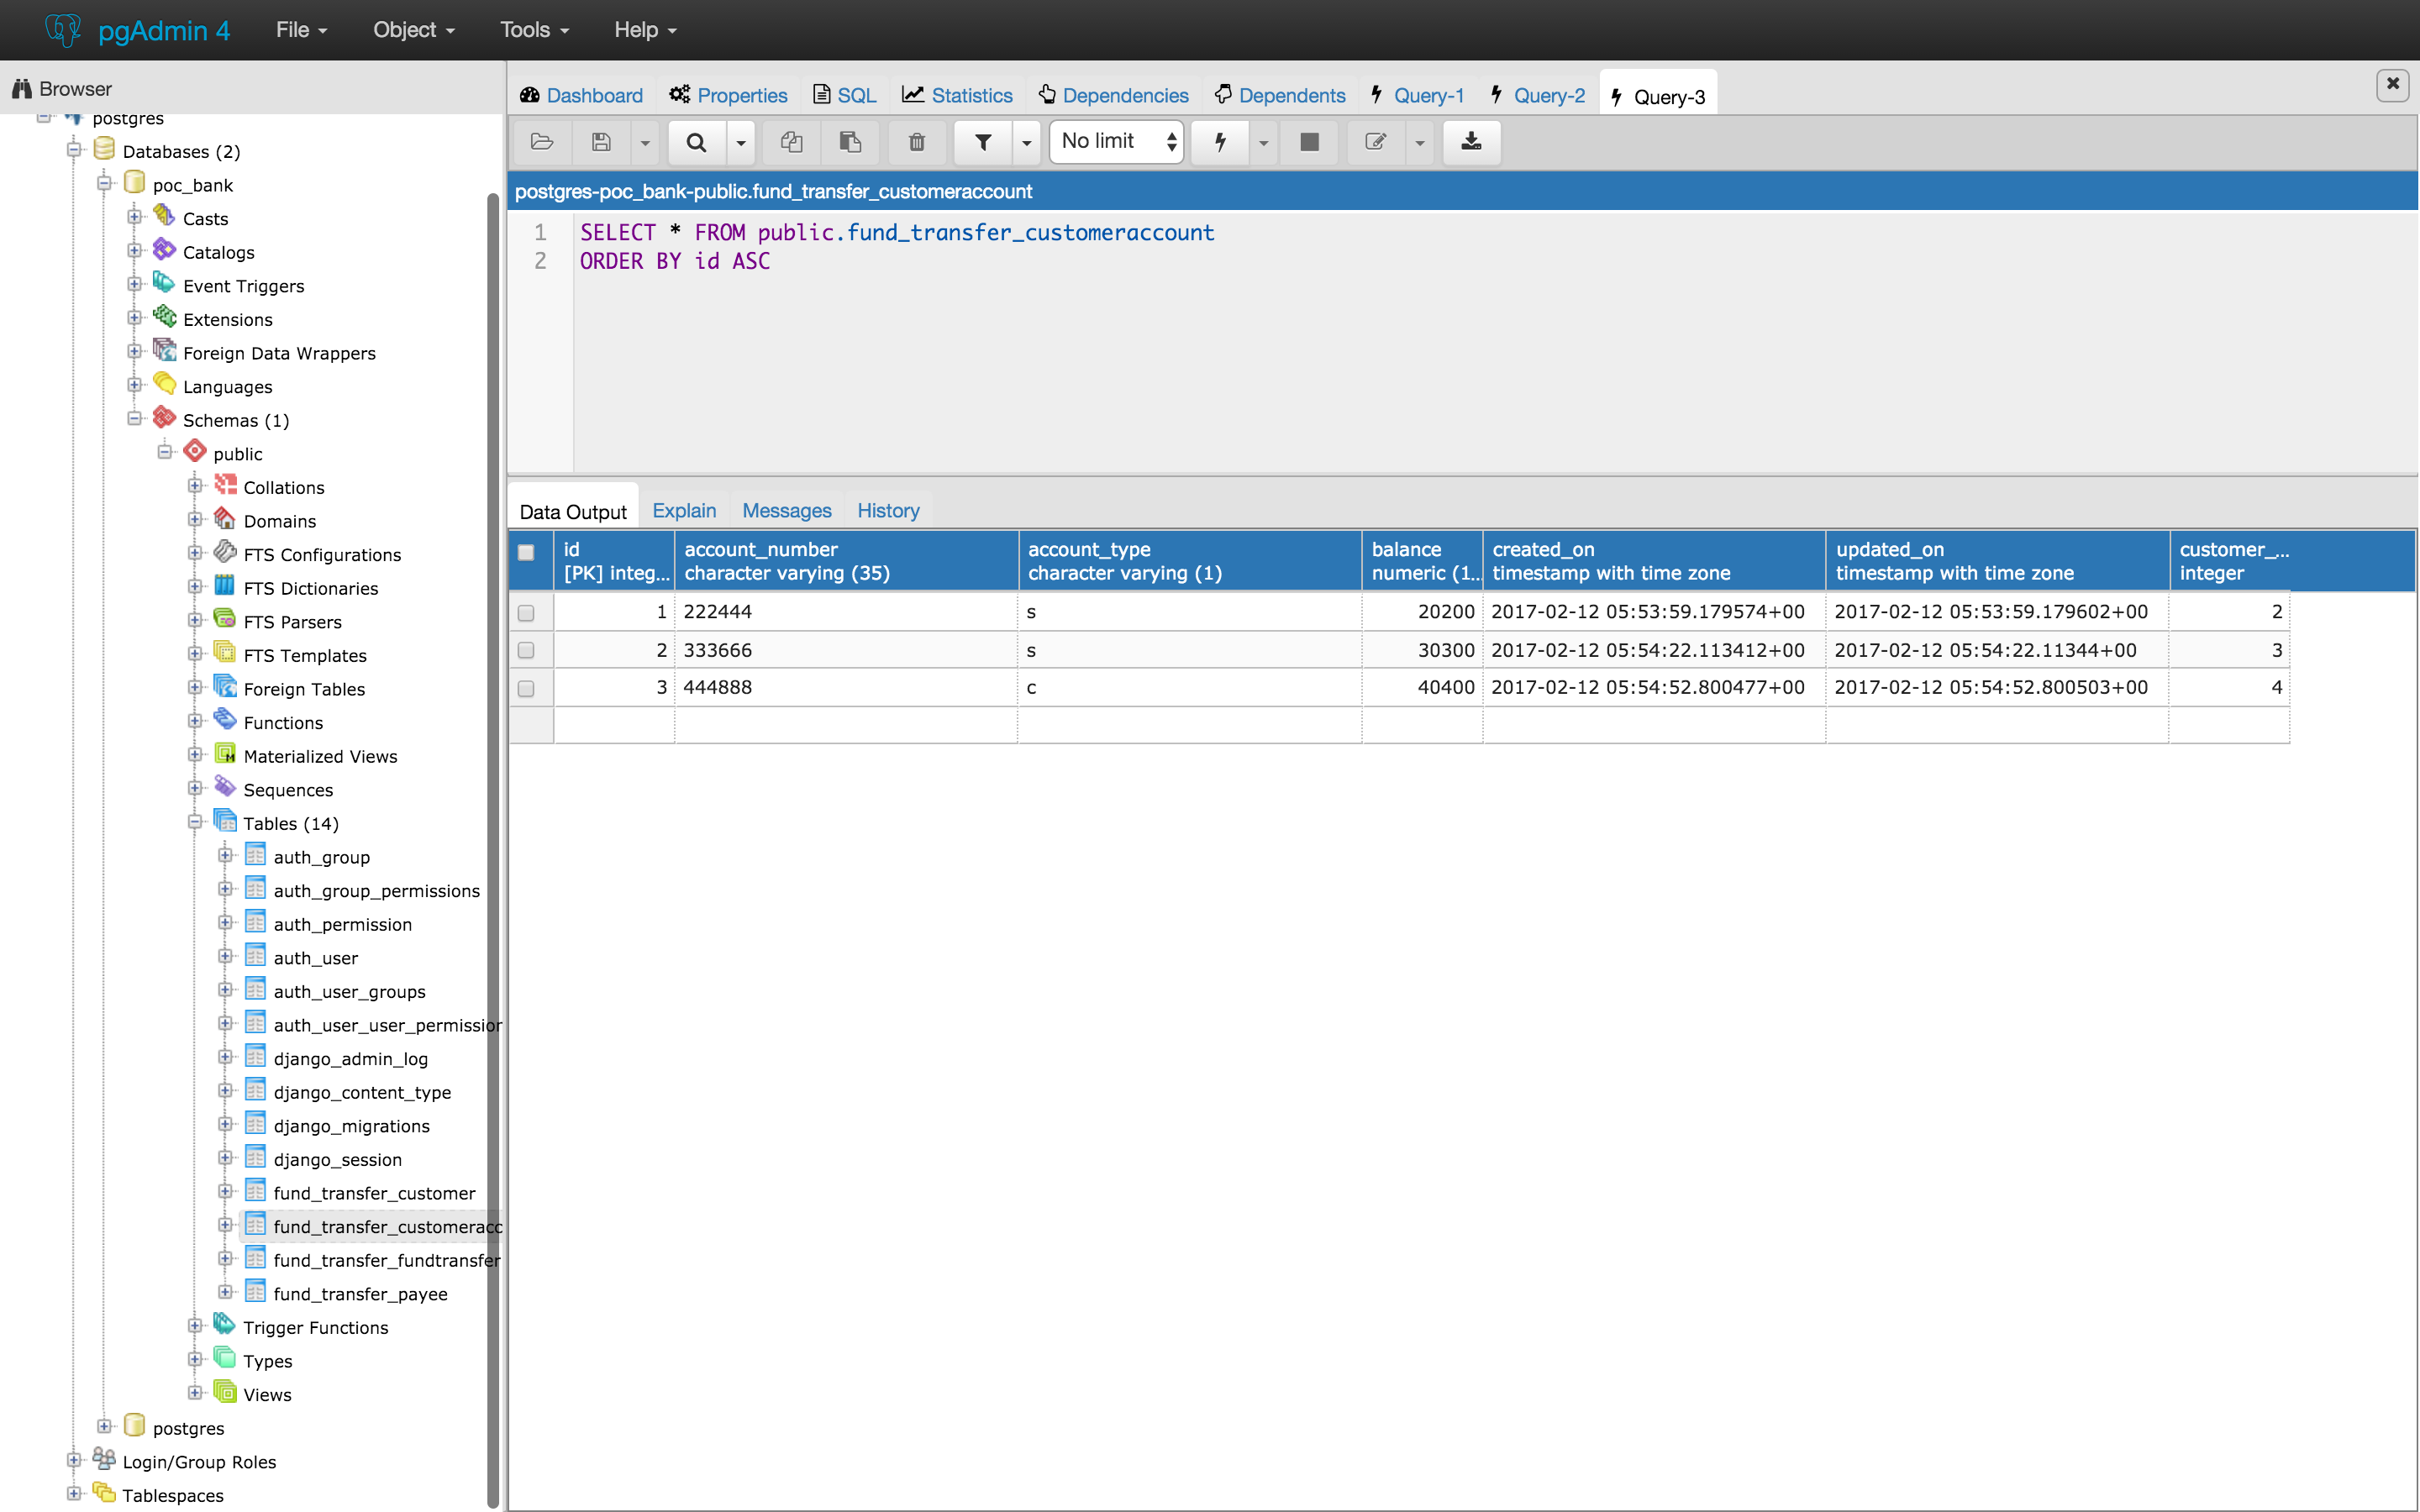 pgAdmin 4 File Object Tools Help
Browser
postgres
Databases (2)
poc_bank
Casts
Catalogs
Event Triggers
Extensions
Foreign Data Wrappers
Languages
Schemas (1)
public
Collations
Domains
FTS Configurations
FTS Dictionaries
FTS Parsers
FTS Templates
Foreign Tables
Functions
Materialized Views
Sequences
Tables (14)
auth_group
auth_group_permissions
auth_permission
auth_user
auth_user_groups
auth_user_user_permission
django_admin_log
django_content_type
django_migrations
django_session
fund_transfer_customer
fund_transfer_customeracc
fund_transfer_fundtransfer
fund_transfer_payee
Trigger Functions
Types
Views
postgres
Login/Group Roles
Tablespaces
Dashboard Properties SQL Statistics Dependencies Dependents Query-1 Query-2 Query-3
No limit
postgres-poc_bank-public.fund_transfer_customeraccount
1 SELECT * FROM public.fund_transfer_customeraccount
2 ORDER BY id ASC
Data Output Explain Messages History
id account_number account_type balance created_on updated_on customer_...
[PK] integ... character varying (35) character varying (1) numeric (1... timestamp with time zone timestamp with time zone integer
1 222444 s 20200 2017-02-12 05:53:59.179574+00 2017-02-12 05:53:59.179602+00 2
2 333666 s 30300 2017-02-12 05:54:22.113412+00 2017-02-12 05:54:22.11344+00 3
3 444888 c 40400 2017-02-12 05:54:52.800477+00 2017-02-12 05:54:52.800503+00 4